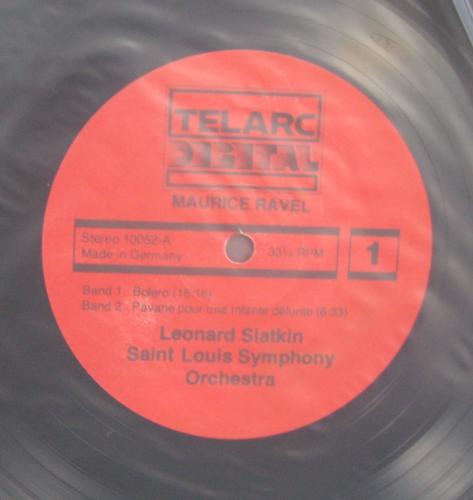 TELARC
DIGITAL
MAURICE RAVEL
Stereo 10052-A
Made in Germany
33⅓ RPM
1
Band 1 Bolero (16:16)
Band 2 Pavane pour une infante défunte (6:33)
Leonard Slatkin
Saint Louis Symphony
Orchestra